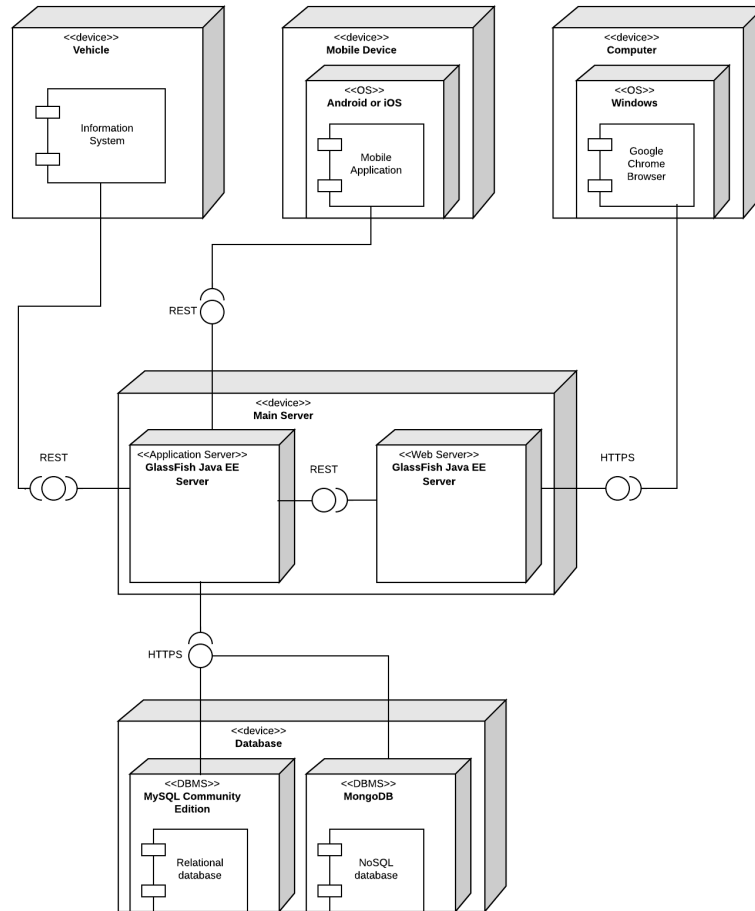 <<device>>
Vehicle
Information
System
<<device>>
Mobile Device
<<OS>>
Android or iOS
Mobile
Application
<<device>>
Computer
<<OS>>
Windows
Google
Chrome
Browser
REST
<<device>>
Main Server
REST
<<Application Server>>
GlassFish Java EE
Server
REST
<<Web Server>>
GlassFish Java EE
Server
HTTPS
HTTPS
<<device>>
Database
<<DBMS>>
MySQL Community
Edition
Relational
database
<<DBMS>>
MongoDB
NoSQL
database